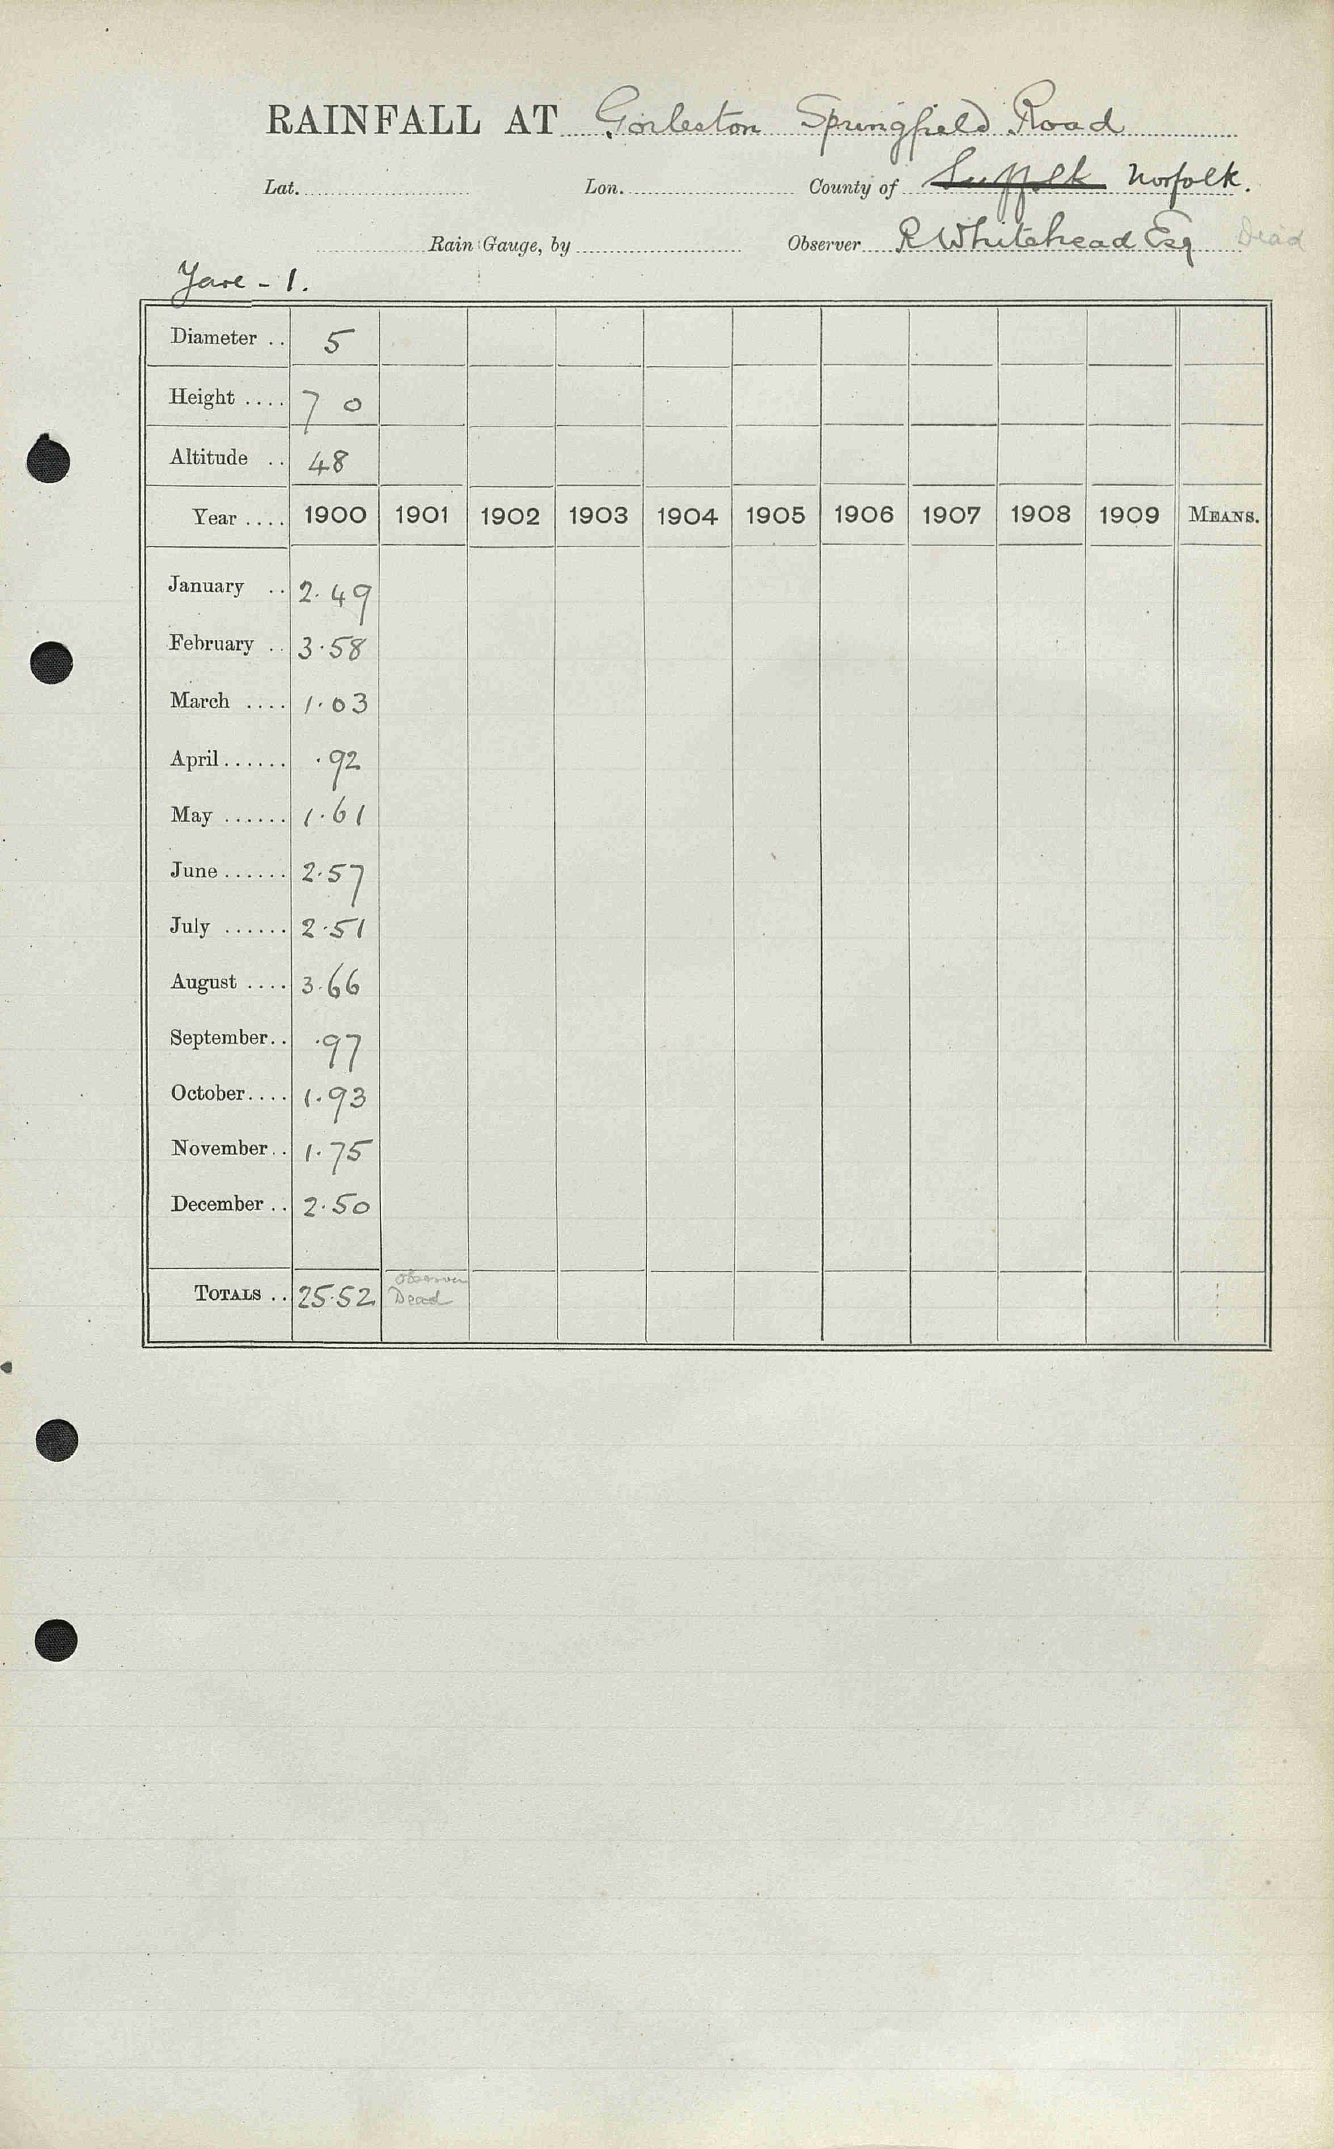 RAINFALL AT Gorleston Springfield Road
Lat. Lon. County of Suffolk Norfolk.
Rain Gauge, by Observer R Whitehead Esq Dead
Yare - 1.
Diameter .. 5
Height .... 7 0
Altitude .. 48
Year .... 1900 1901 1902 1903 1904 1905 1906 1907 1908 1909 MEANS.
January .. 2.49
February .. 3.58
March .... 1.03
April ...... .92
May ...... 1.61
June ...... 2.57
July ...... 2.51
August .... 3.66
September .. .97
October .... 1.93
November .. 1.75
December .. 2.50
TOTALS .. 25.52 observer
Dead